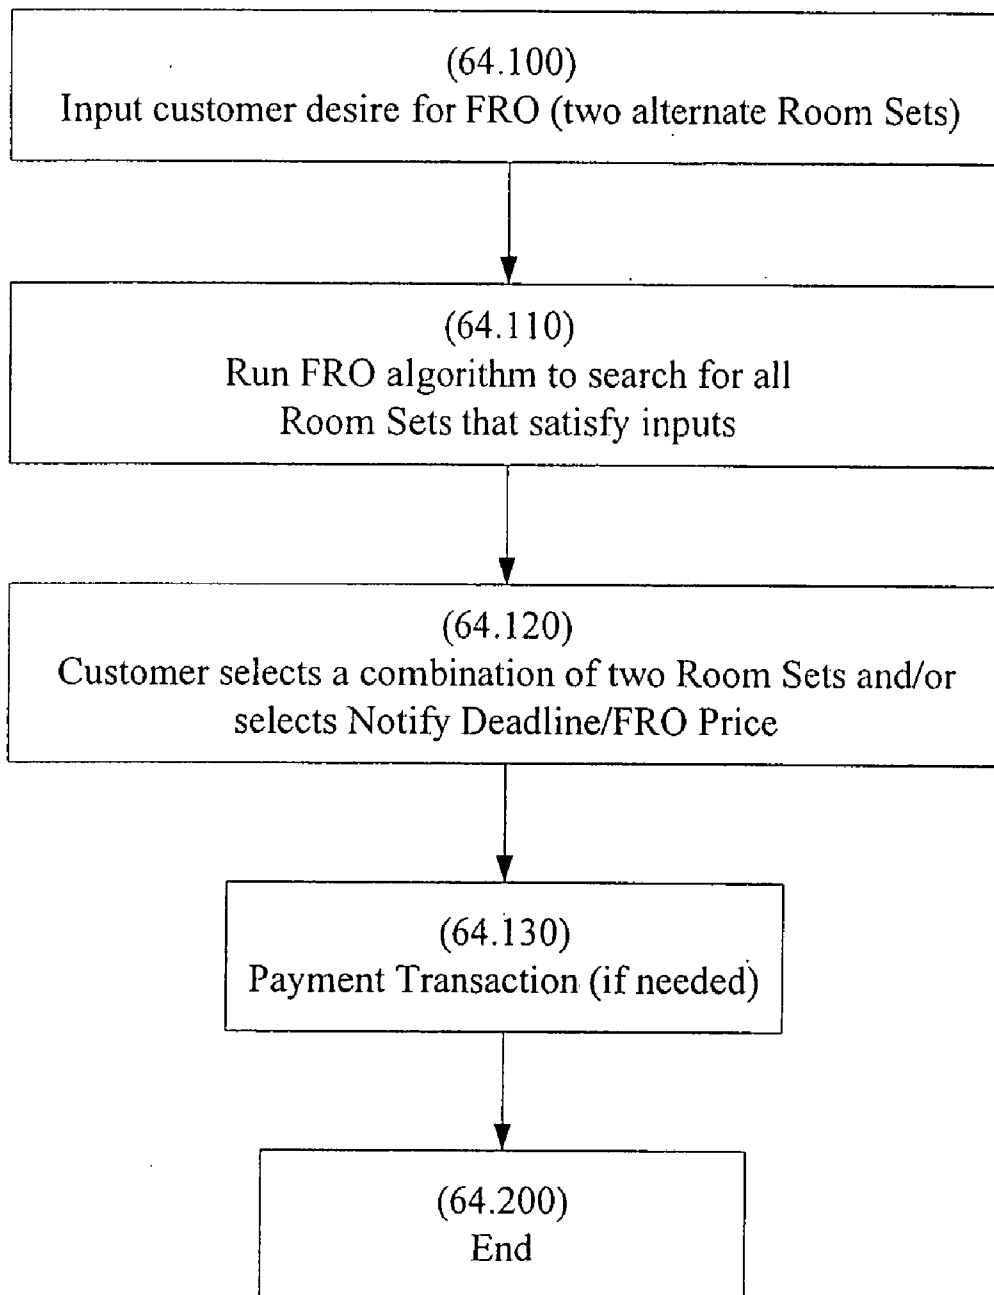 (64.100)
Input customer desire for FRO (two alternate Room Sets)
(64.110)
Run FRO algorithm to search for all
Room Sets that satisfy inputs
(64.120)
Customer selects a combination of two Room Sets and/or
selects Notify Deadline/FRO Price
(64.130)
Payment Transaction (if needed)
(64.200)
End